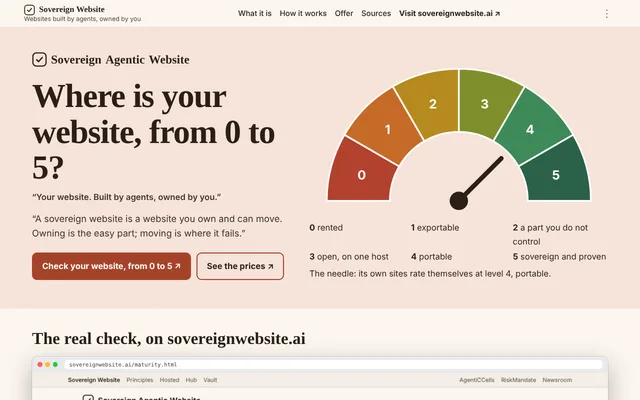 Sovereign Website
Websites built by agents, owned by you
What it is How it works Offer Sources Visit sovereignwebsite.ai ↗
Sovereign Agentic Website
Where is your
website, from 0 to
5?
“Your website. Built by agents, owned by you.”
“A sovereign website is a website you own and can move.
Owning is the easy part; moving is where it fails.”
Check your website, from 0 to 5 ↗ See the prices ↗
0 1 2 3 4 5
0 rented 1 exportable 2 a part you do not
control
3 open, on one host 4 portable 5 sovereign and proven
The needle: its own sites rate themselves at level 4, portable.
The real check, on sovereignwebsite.ai
sovereignwebsite.ai/maturity.html
Sovereign Website Principles Hosted Hub Vault AgentiCCells RiskMandate Newsroom
Sovereign Agentic Website